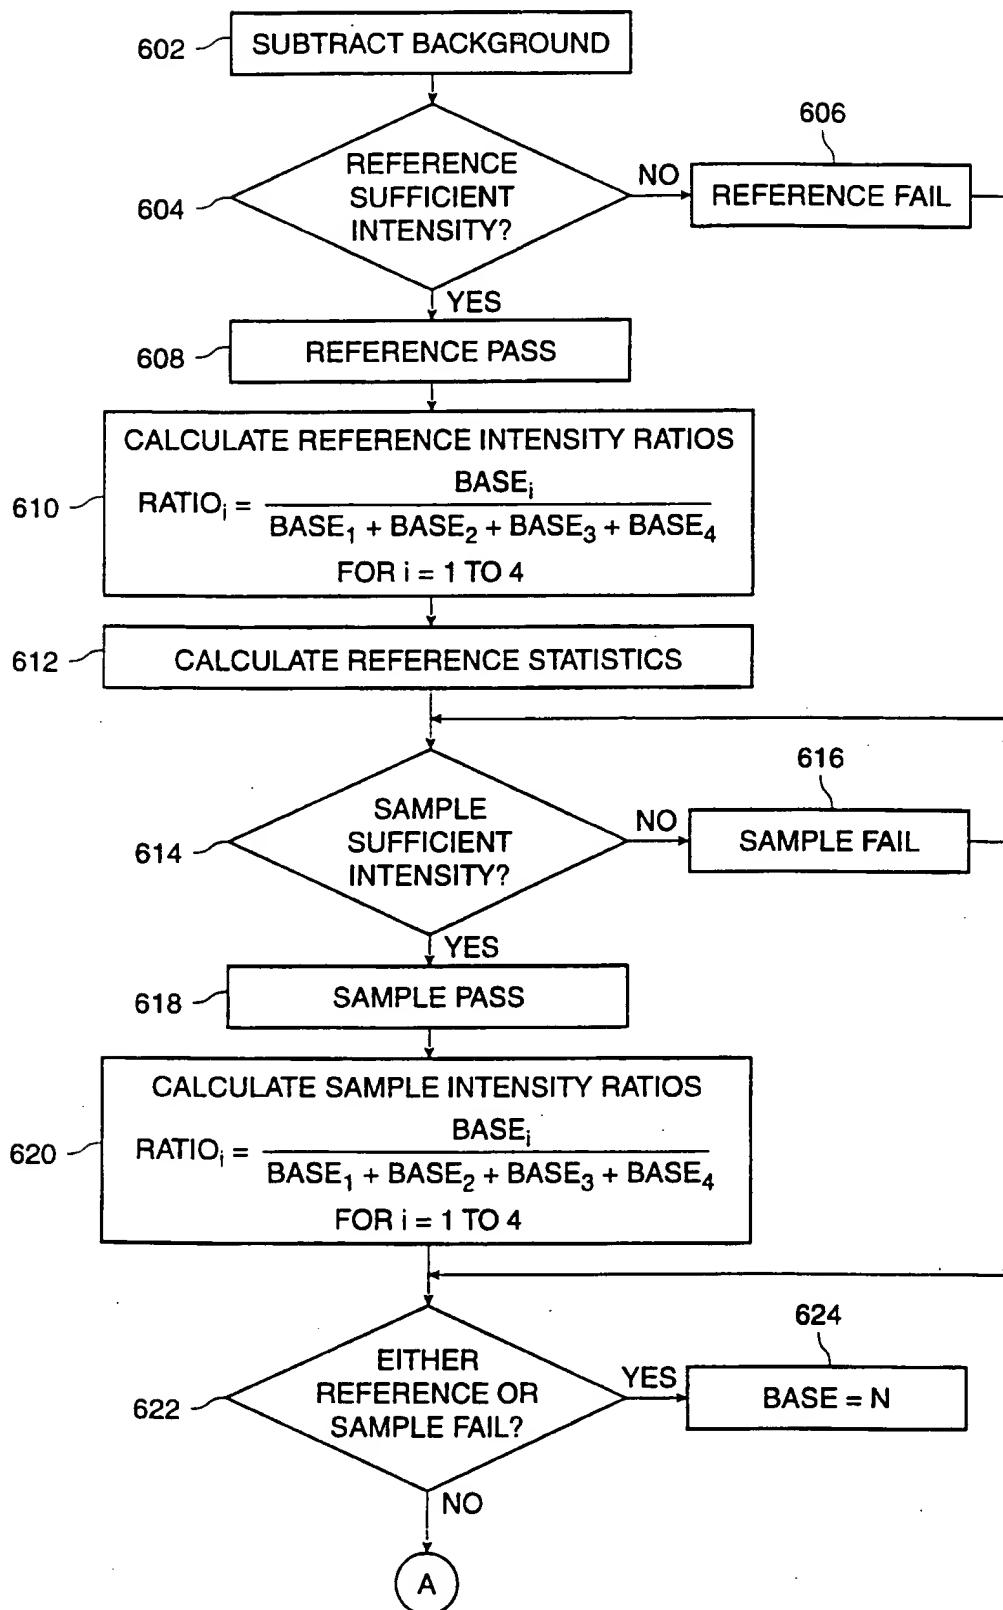 602
SUBTRACT BACKGROUND
604
REFERENCE
SUFFICIENT
INTENSITY?
NO
606
REFERENCE FAIL
YES
608
REFERENCE PASS
610
CALCULATE REFERENCE INTENSITY RATIOS
RATIOᵢ = BASEᵢ
BASE₁ + BASE₂ + BASE₃ + BASE₄
FOR i = 1 TO 4
612
CALCULATE REFERENCE STATISTICS
614
SAMPLE
SUFFICIENT
INTENSITY?
NO
616
SAMPLE FAIL
YES
618
SAMPLE PASS
620
CALCULATE SAMPLE INTENSITY RATIOS
RATIOᵢ = BASEᵢ
BASE₁ + BASE₂ + BASE₃ + BASE₄
FOR i = 1 TO 4
622
EITHER
REFERENCE OR
SAMPLE FAIL?
YES
624
BASE = N
NO
A